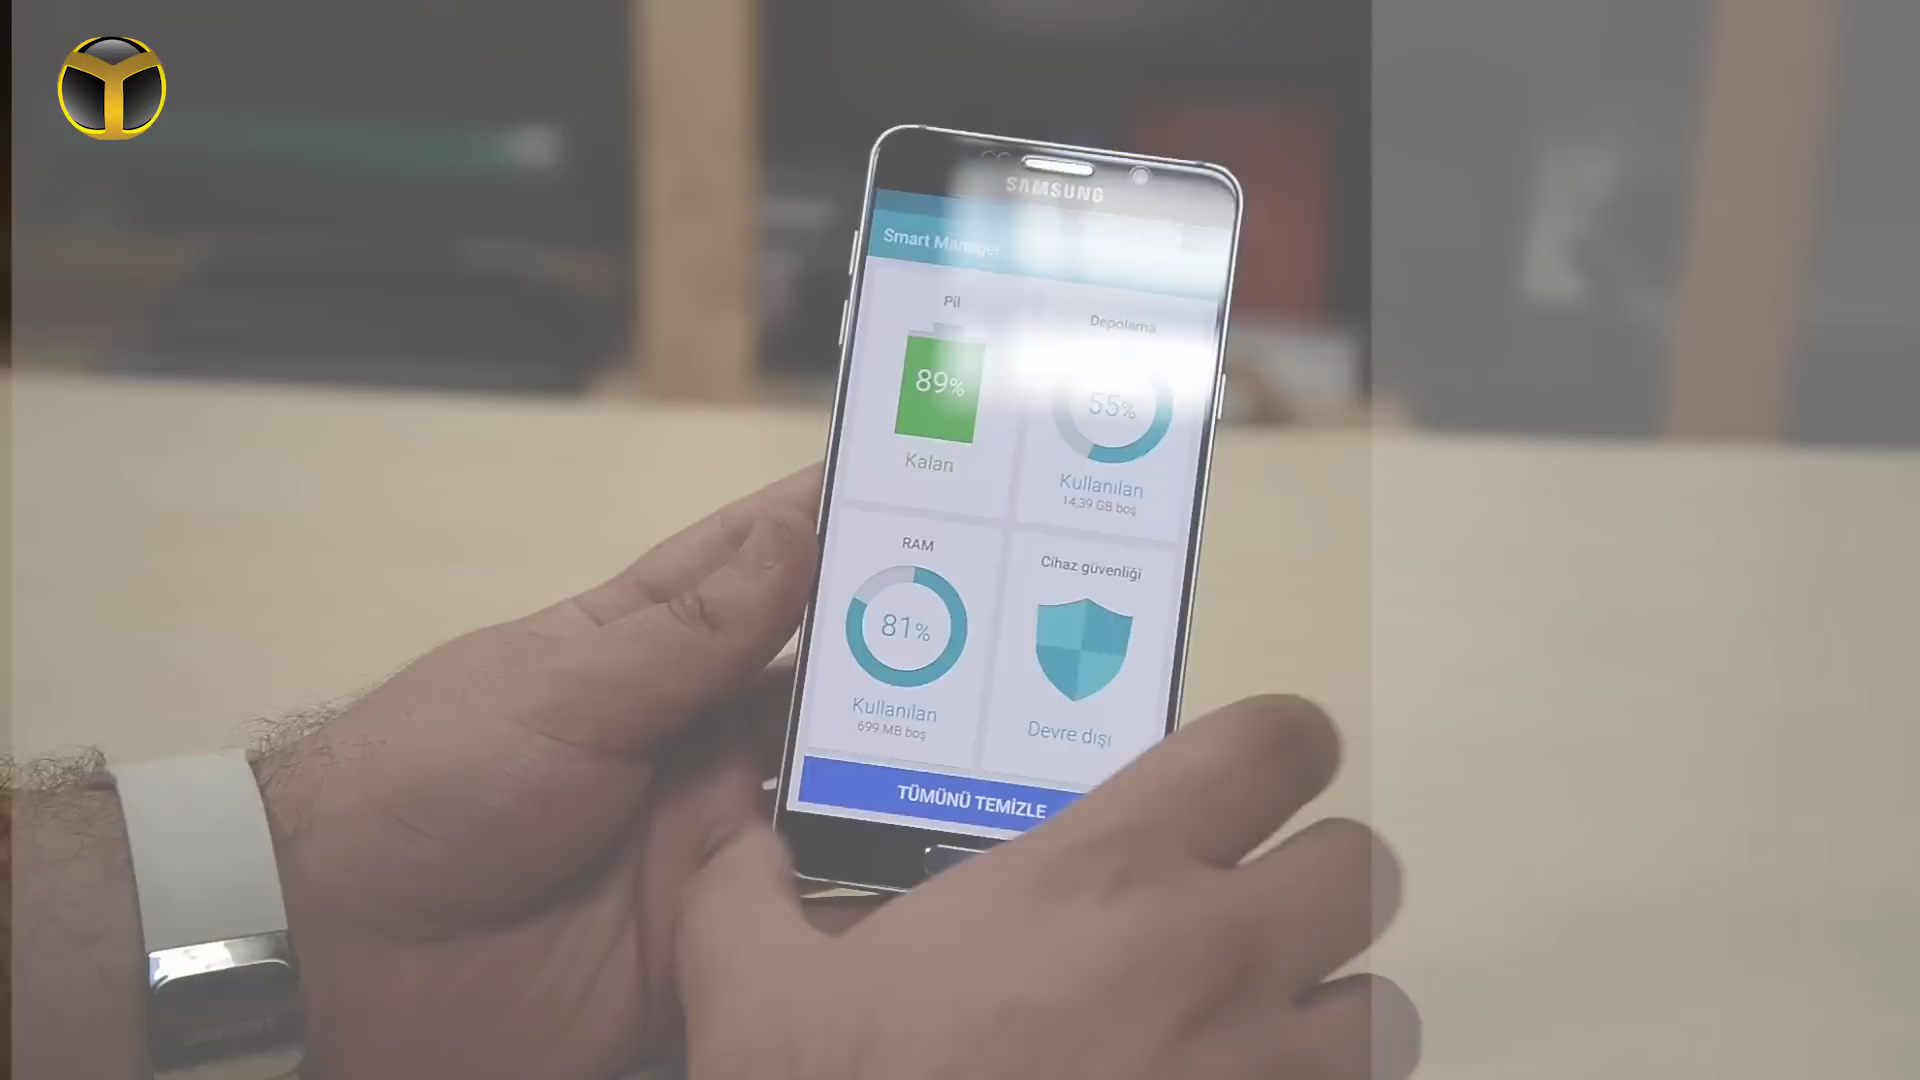 SAMSUNG
Smart Manager
Pil
89%
Kalan
Depolama
55%
Kullanılan
14,39 GB boş
RAM
81%
Kullanılan
699 MB boş
Cihaz güvenliği
Devre dışı
TÜMÜNÜ TEMİZLE